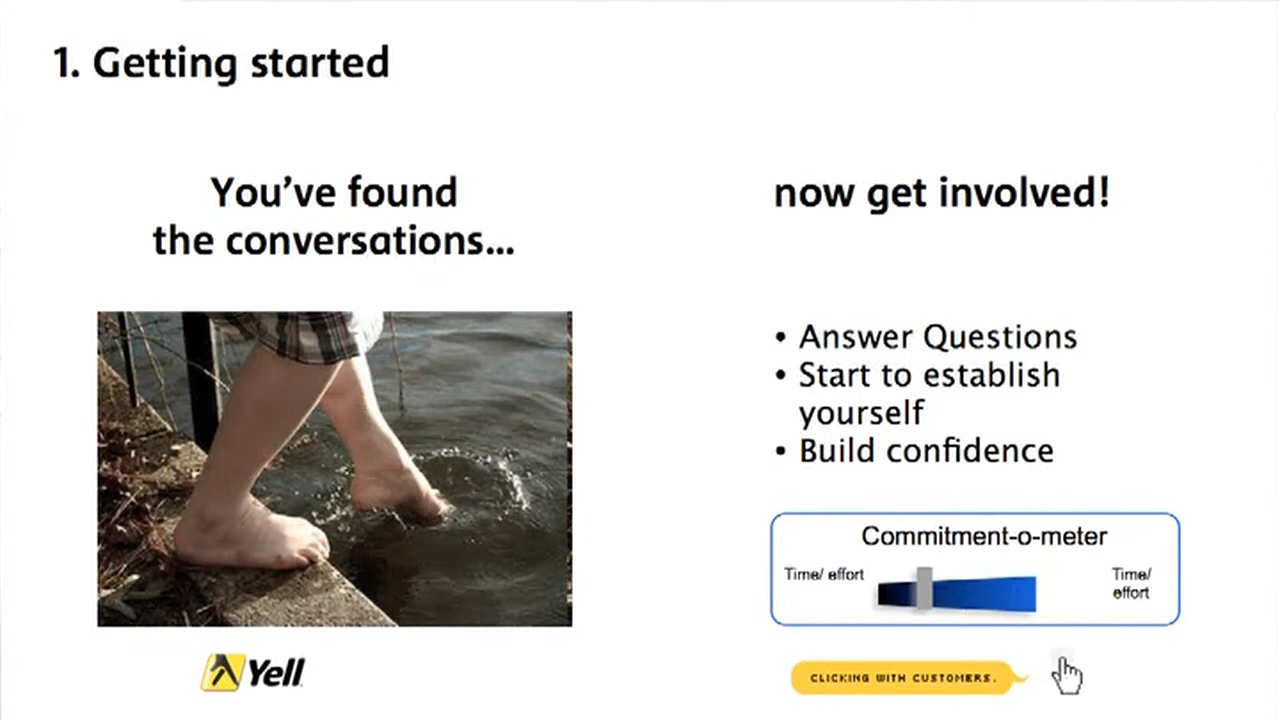 1. Getting started
You’ve found
the conversations...
now get involved!
• Answer Questions
• Start to establish
yourself
• Build confidence
Commitment-o-meter
Time/ effort
Time/
effort
Yell
CLICKING WITH CUSTOMERS.